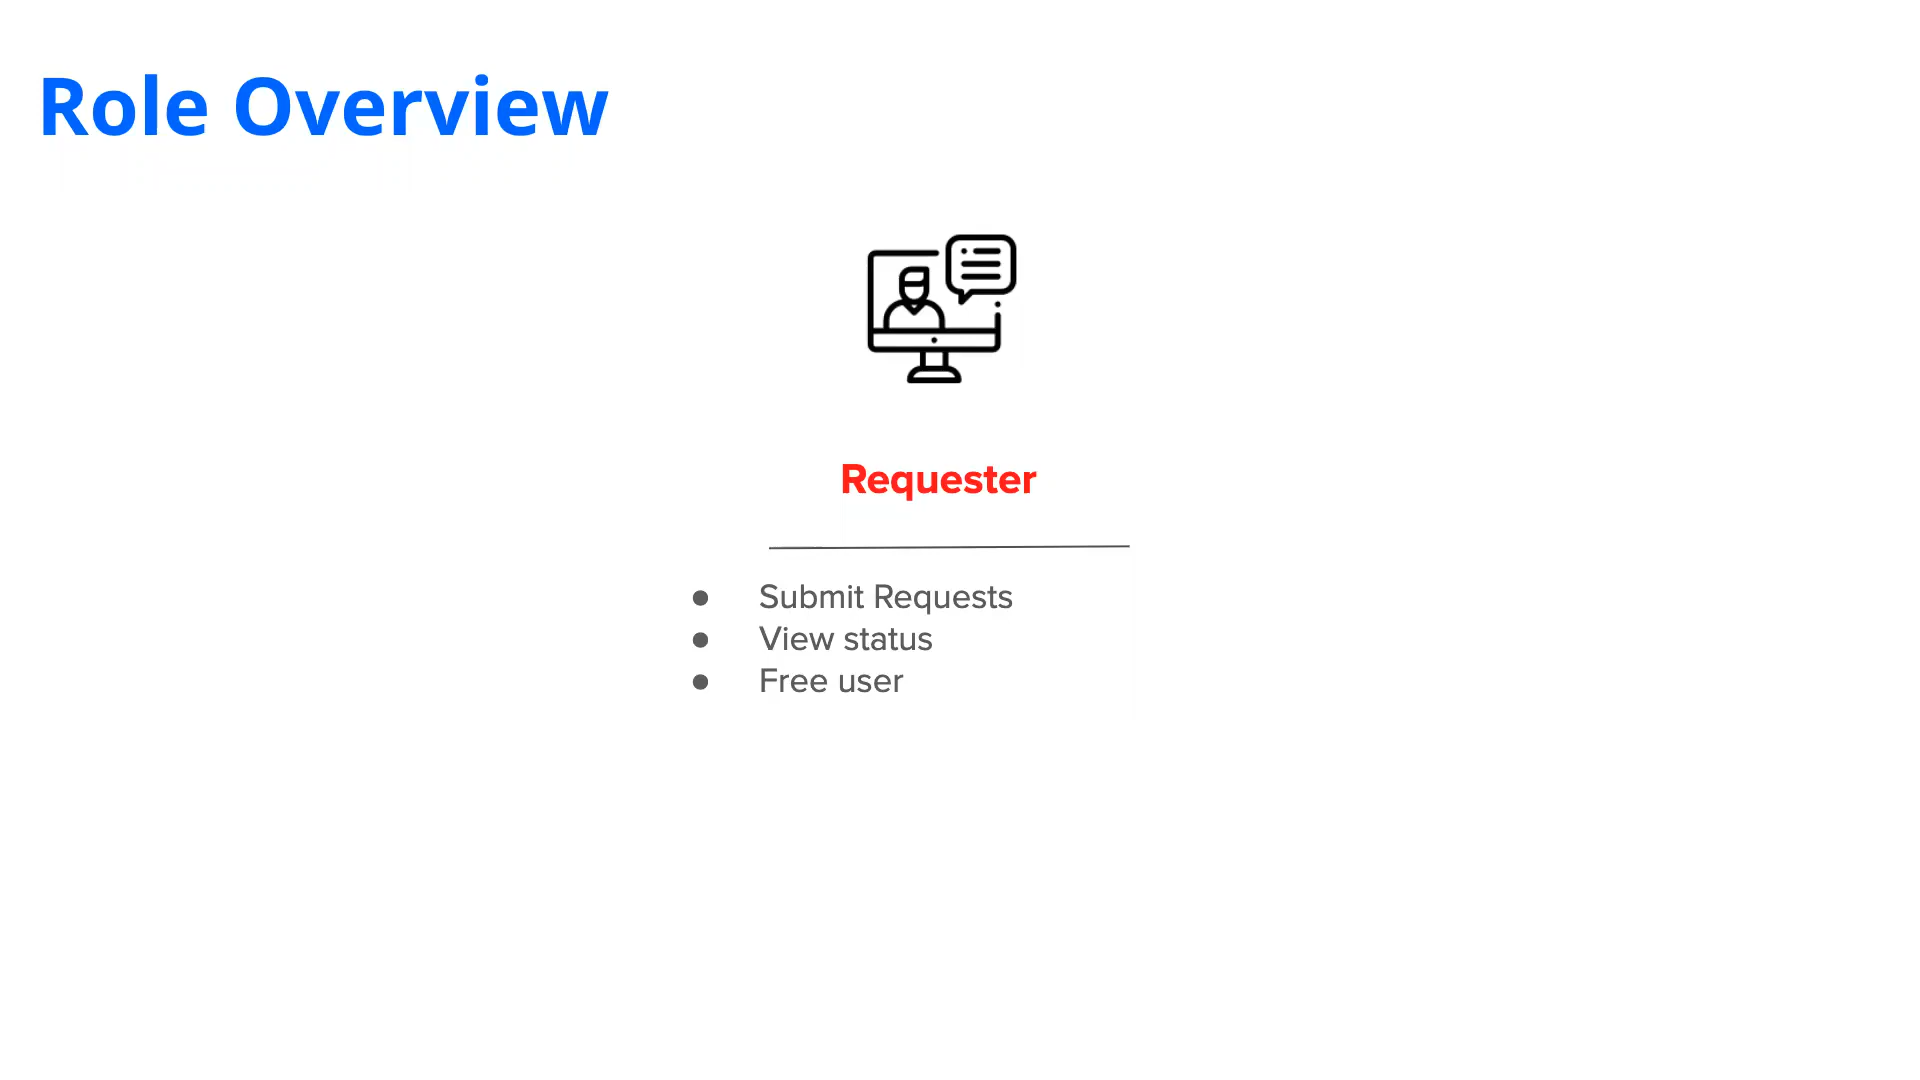 Role Overview
Requester
● Submit Requests
● View status
● Free user